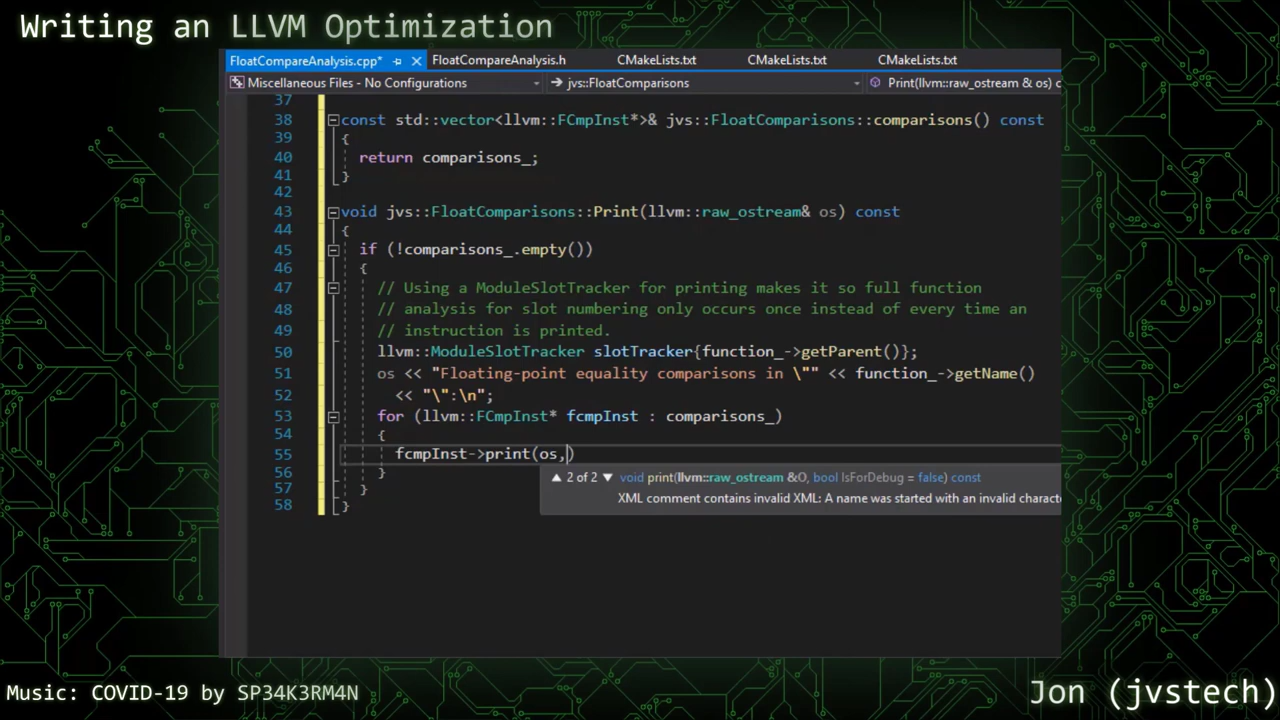 Writing an LLVM Optimization
FloatCompareAnalysis.cpp* FloatCompareAnalysis.h CMakeLists.txt CMakeLists.txt CMakeLists.txt
Miscellaneous Files - No Configurations jvs::FloatComparisons Print(llvm::raw_ostream & os) c
37
38 const std::vector<llvm::FCmpInst*>& jvs::FloatComparisons::comparisons() const
39 {
40 return comparisons_;
41 }
42
43 void jvs::FloatComparisons::Print(llvm::raw_ostream& os) const
44 {
45 if (!comparisons_.empty())
46 {
47 // Using a ModuleSlotTracker for printing makes it so full function
48 // analysis for slot numbering only occurs once instead of every time an
49 // instruction is printed.
50 llvm::ModuleSlotTracker slotTracker{function_->getParent()};
51 os << "Floating-point equality comparisons in \"" << function_->getName()
52 << "\":\n";
53 for (llvm::FCmpInst* fcmpInst : comparisons_)
54 {
55 fcmpInst->print(os,)
56 }
▲ 2 of 2 ▼ void print(llvm::raw_ostream &O, bool IsForDebug = false) const
57 }
XML comment contains invalid XML: A name was started with an invalid characte
58 }
Music: COVID-19 by SP34K3RM4N
Jon (jvstech)